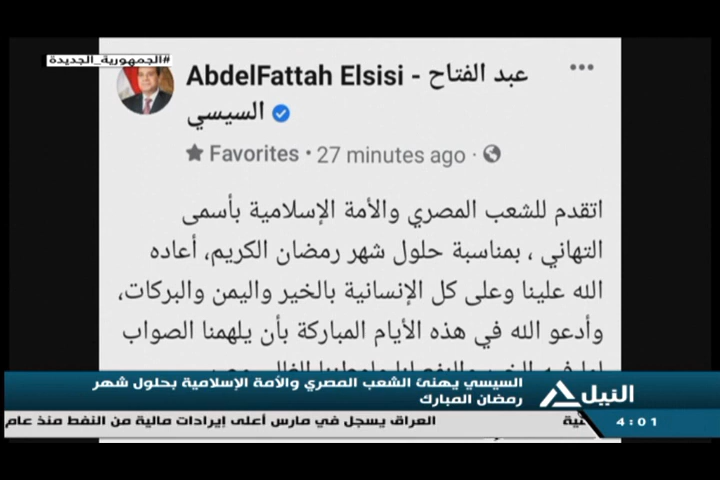 #الجمهورية_الجديدة
AbdelFattah Elsisi - عبد الفتاح
السيسي
Favorites · 27 minutes ago ·
اتقدم للشعب المصري والأمة الإسلامية بأسمى
التهاني ، بمناسبة حلول شهر رمضان الكريم، أعاده
الله علينا وعلى كل الإنسانية بالخير واليمن والبركات،
وأدعو الله في هذه الأيام المباركة بأن يلهمنا الصواب
السيسي يهنئ الشعب المصري والأمة الإسلامية بحلول شهر
رمضان المبارك
النيل
العراق يسجل في مارس أعلى إيرادات مالية من النفط منذ عام
4:01